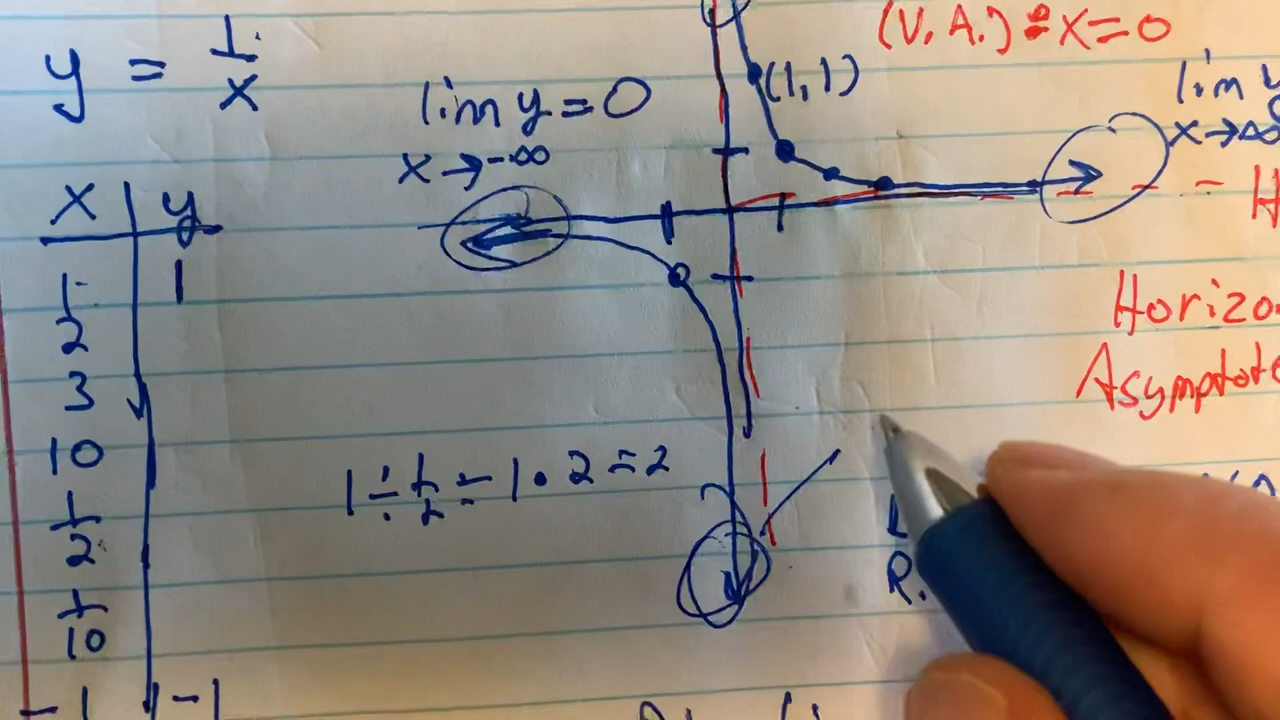 y = 1/x
(V.A.) • x=0
(1,1)
lim y = 0
x → -∞
lim y
x → ∞
x | y
1 | 1
2
3
10
1/2
1/10
-1 | -1
H
Horizo
Asymptote
1 ÷ 1/2 = 1 • 2 = 2
R.